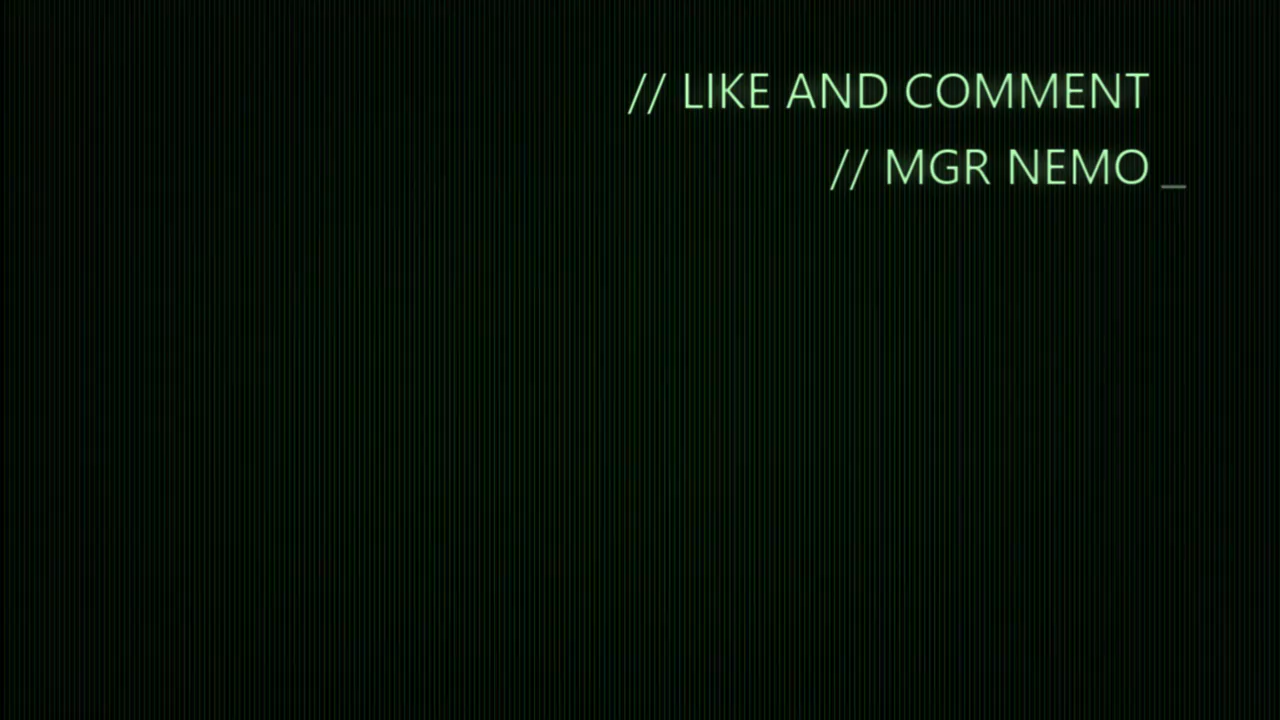 // LIKE AND COMMENT
// MGR NEMO _